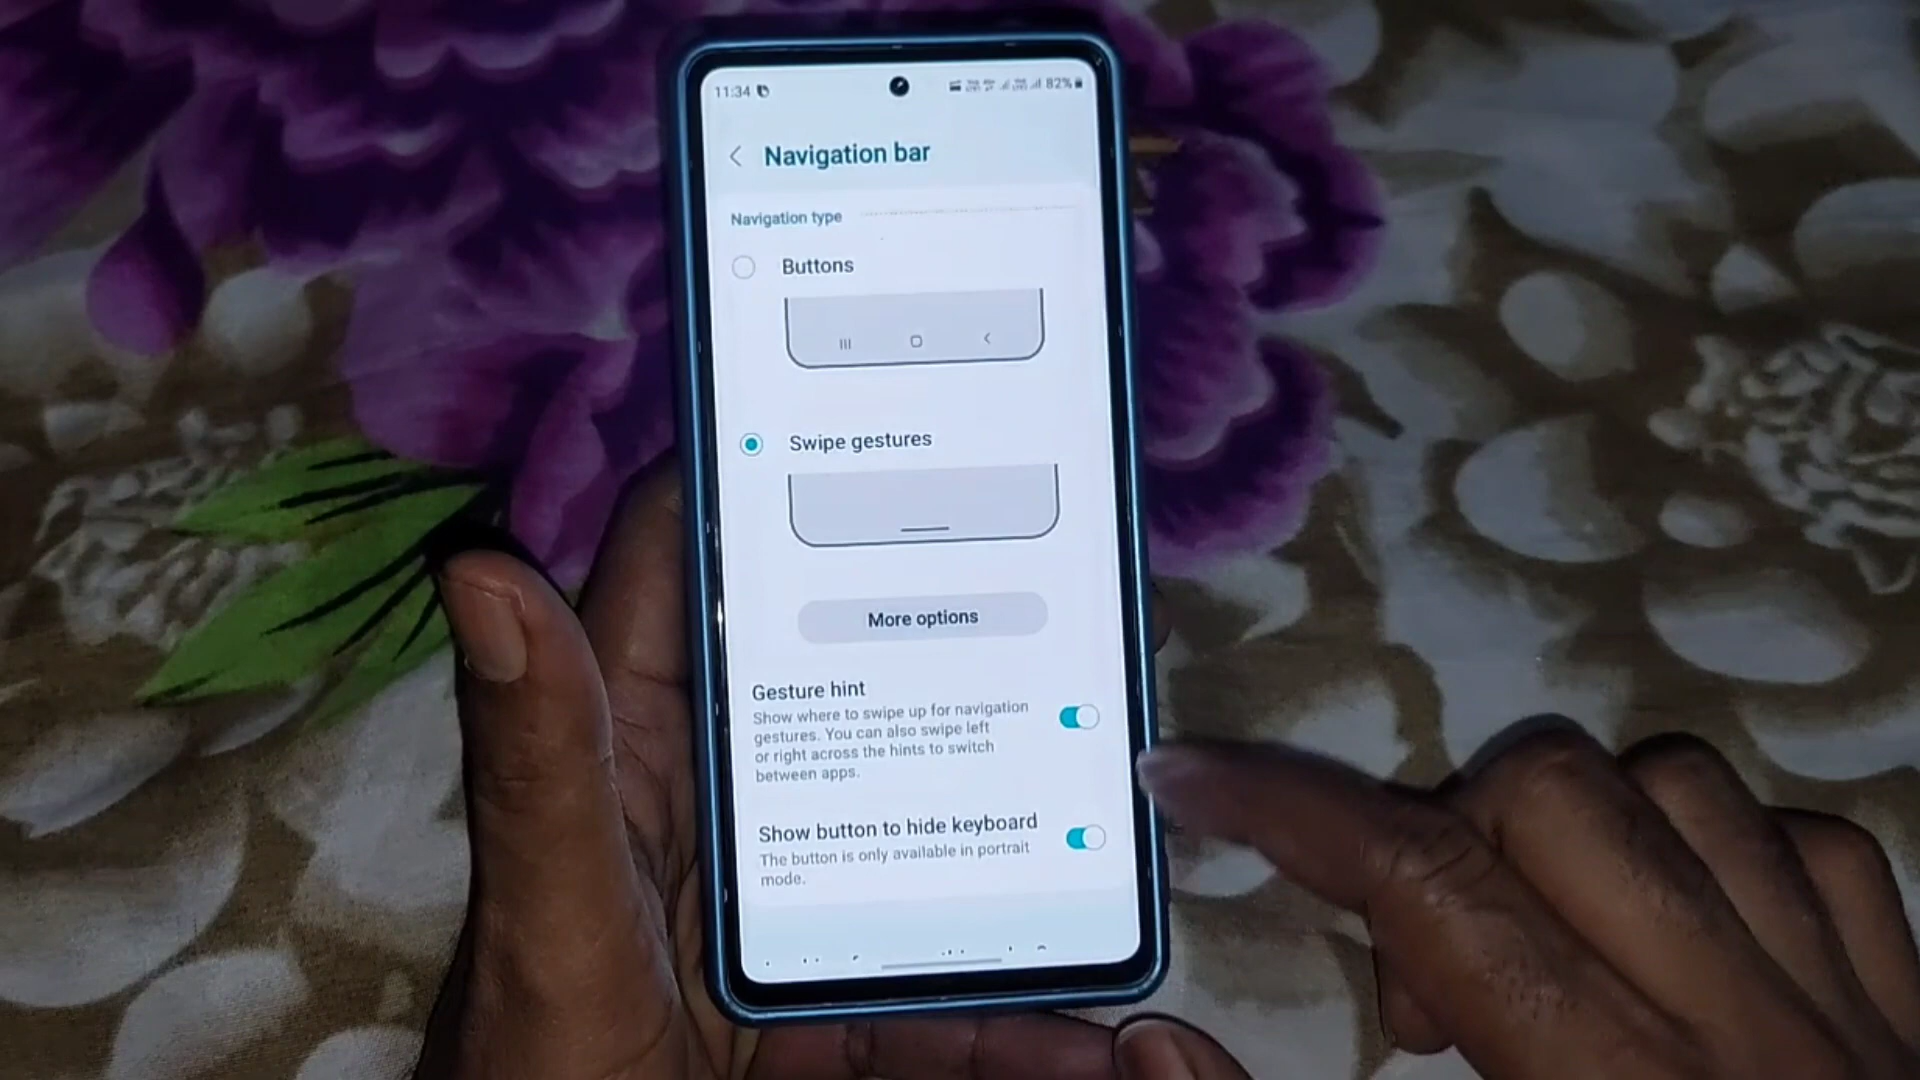 11:34
82%
Navigation bar
Navigation type
Buttons
Swipe gestures
More options
Gesture hint
Show where to swipe up for navigation
gestures. You can also swipe left
or right across the hints to switch
between apps.
Show button to hide keyboard
The button is only available in portrait
mode.